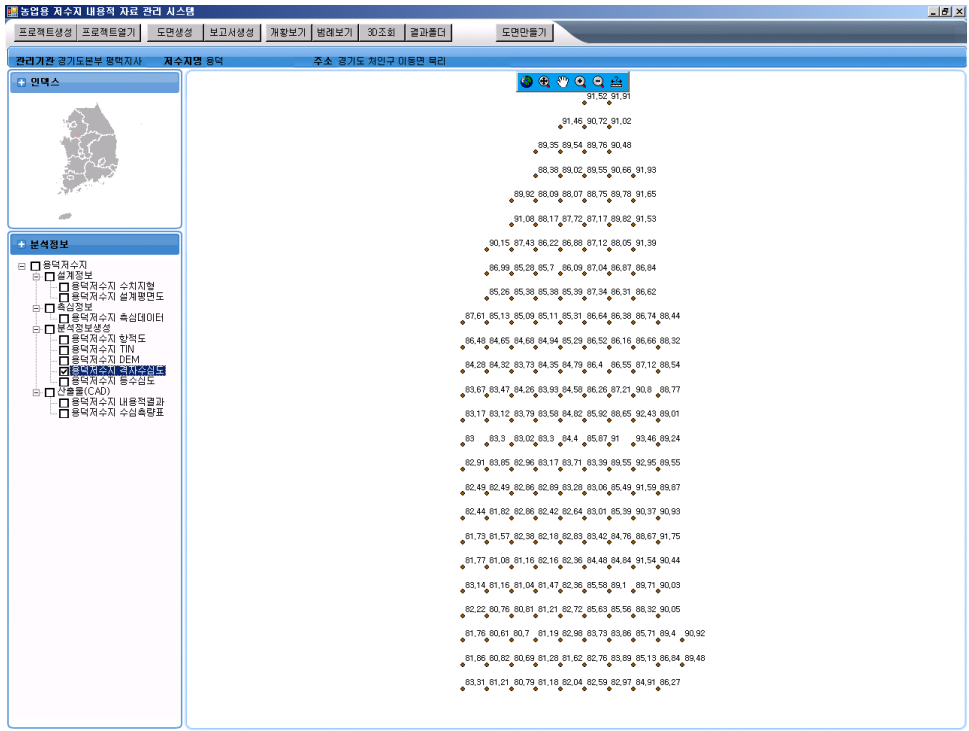 농업용 저수지 내용적 자료 관리 시스템
프로젝트생성 프로젝트열기 도면생성 보고서생성 개황보기 범례보기 3D조회 결과폴더 도면만들기
관리기관 경기도본부 평택지사 저수지명 용덕 주소 경기도 처인구 이동면 묵리
인덱스
91,52 91,91
91,46 90,72 91,02
89,35 89,54 89,76 90,48
88,38 89,02 89,55 90,66 91,93
89,92 88,09 88,07 88,75 89,78 91,65
91,08 88,17 87,72 87,17 89,82 91,53
90,15 87,43 86,22 86,88 87,12 88,05 91,39
86,99 85,28 85,7 86,09 87,04 86,87 86,84
85,26 85,38 85,38 85,39 87,34 86,31 86,62
87,61 85,13 85,09 85,11 85,31 86,64 86,38 86,74 88,44
86,48 84,65 84,68 84,94 85,29 86,52 86,16 86,66 88,32
84,28 84,32 83,73 84,35 84,79 86,4 86,55 87,12 88,54
83,67 83,47 84,26 83,93 84,58 86,26 87,21 90,8 88,77
83,17 83,12 83,79 83,58 84,82 85,92 88,65 92,43 89,01
83 83,3 83,02 83,3 84,4 85,87 91 93,46 89,24
82,91 83,85 82,96 83,17 83,71 83,39 89,55 92,95 89,55
82,49 82,49 82,86 82,89 83,28 83,06 85,49 91,59 89,87
82,44 81,82 82,86 82,42 82,64 83,01 85,39 90,37 90,93
81,73 81,57 82,38 82,18 82,83 83,42 84,76 88,67 91,75
81,77 81,08 81,16 82,16 82,36 84,48 84,84 91,54 90,44
83,14 81,16 81,04 81,47 82,36 85,58 89,1 89,71 90,03
82,22 80,76 80,81 81,21 82,72 85,63 85,56 88,32 90,05
81,76 80,61 80,7 81,19 82,98 83,73 83,86 85,71 89,4 90,92
81,86 80,82 80,69 81,28 81,62 82,76 83,89 85,13 86,84 89,48
83,31 81,21 80,79 81,18 82,04 82,59 82,97 84,91 86,27
분석정보
용덕저수지
설계정보
용덕저수지 수치지형
용덕저수지 설계평면도
측심정보
용덕저수지 측심데이터
분석정보생성
용덕저수지 항적도
용덕저수지 TIN
용덕저수지 DEM
용덕저수지 격자수심도
용덕저수지 등수심도
산출물(CAD)
용덕저수지 내용적결과
용덕저수지 수심측량표